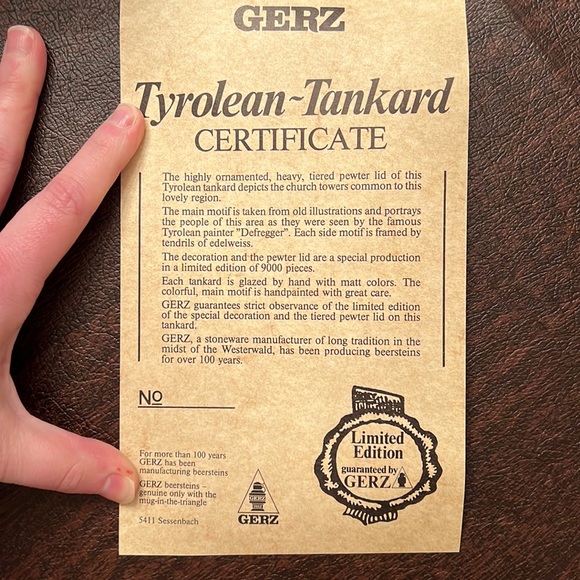 GERZ
Tyrolean~Tankard
CERTIFICATE
The highly ornamented, heavy, tiered pewter lid of this
Tyrolean tankard depicts the church towers common to this
lovely region.
The main motif is taken from old illustrations and portrays
the people of this area as they were seen by the famous
Tyrolean painter "Defregger". Each side motif is framed by
tendrils of edelweiss.
The decoration and the pewter lid are a special production
in a limited edition of 9000 pieces.
Each tankard is glazed by hand with matt colors. The
colorful, main motif is handpainted with great care.
GERZ guarantees strict observance of the limited edition
of the special decoration and the tiered pewter lid on this
tankard.
GERZ, a stoneware manufacturer of long tradition in the
midst of the Westerwald, has been producing beersteins
for over 100 years.
No
For more than 100 years
GERZ has been
manufacturing beersteins
GERZ beersteins –
genuine only with the
mug-in-the-triangle
5411 Sessenbach
GERZ
GERZ
Limited
Edition
guaranteed by
GERZ